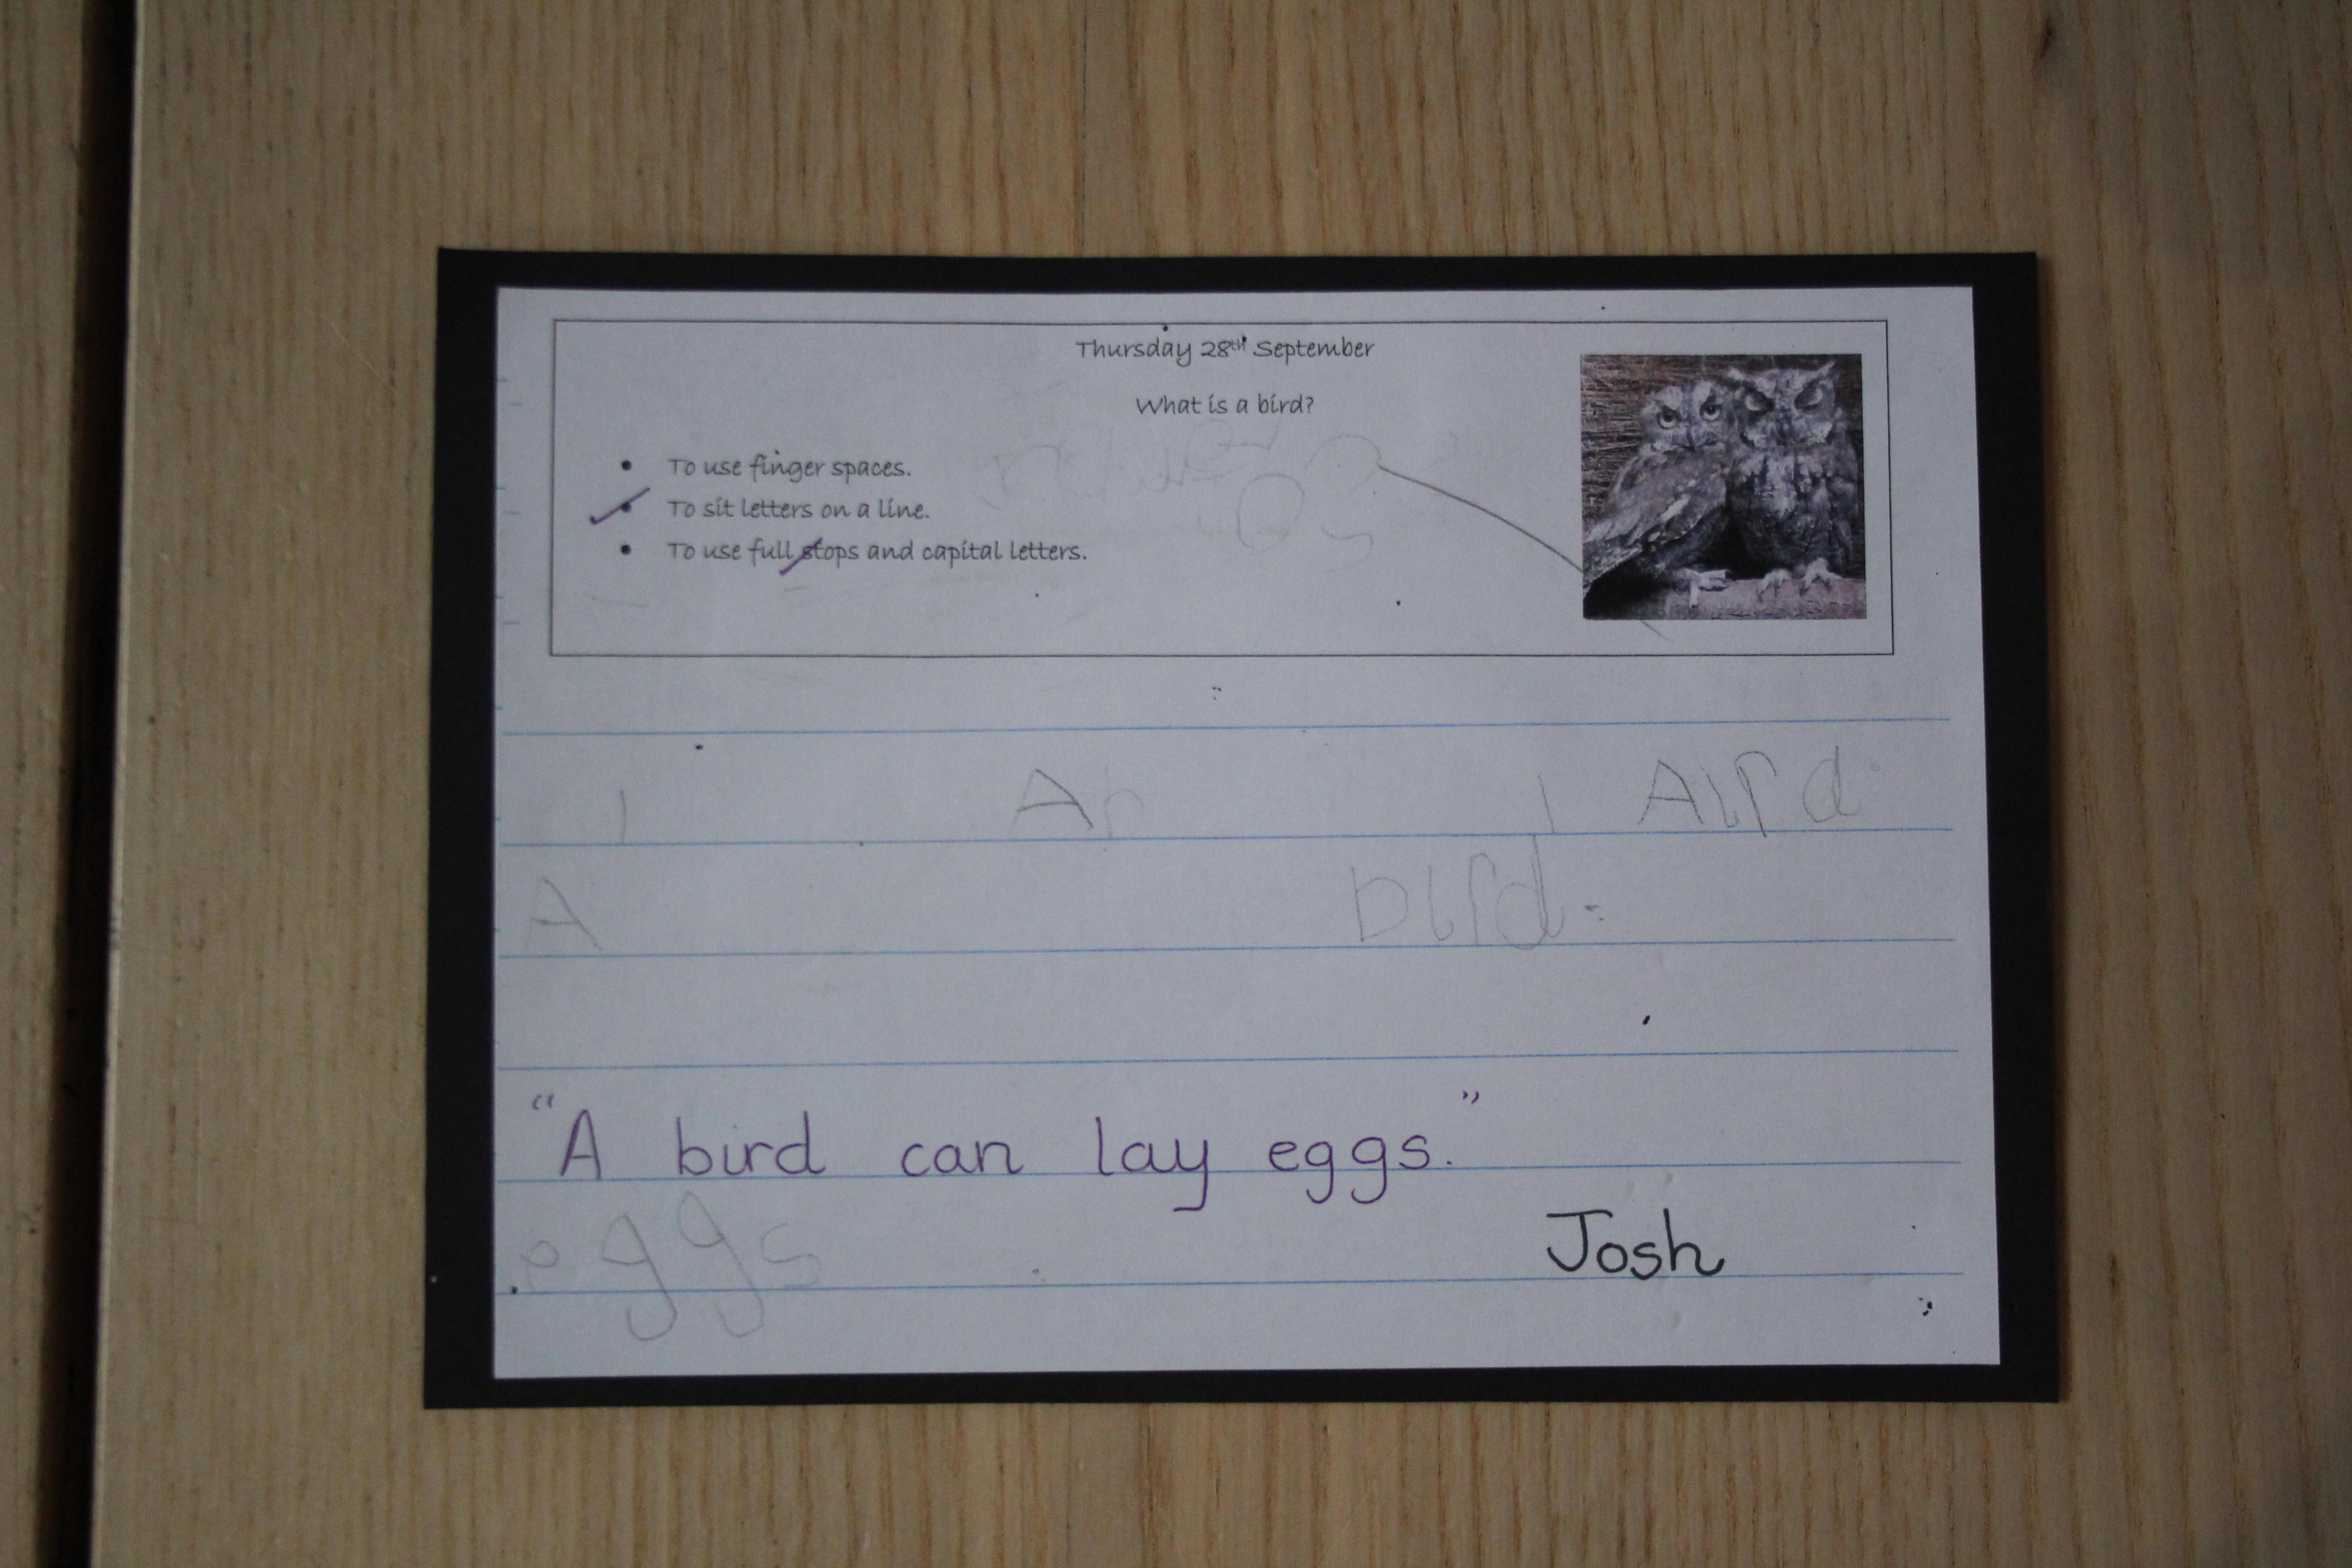 Thursday 28th September
What is a bird?
• To use finger spaces.
• To sit letters on a line.
• To use full stops and capital letters.
A
A bird.
"A bird can lay eggs."
eggs
Josh